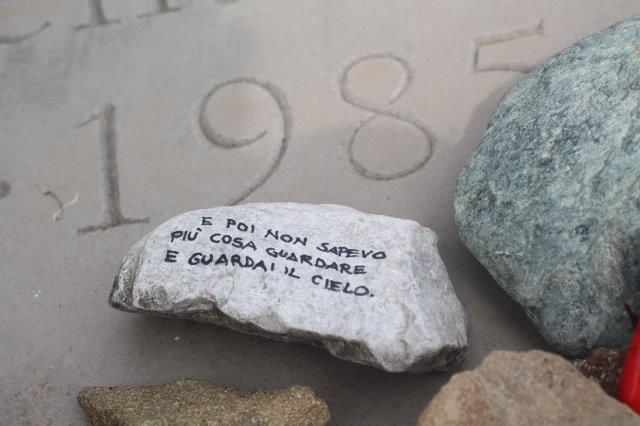 1985
E POI NON SAPEVO
PIÙ COSA GUARDARE
E GUARDAI IL CIELO.